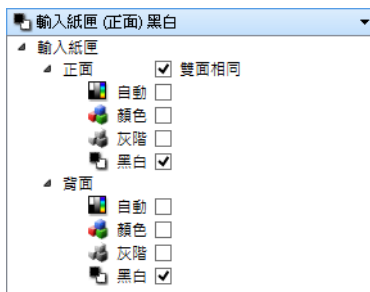 輸入紙匣 (正面) 黑白
輸入紙匣
正面 雙面相同
自動
顏色
灰階
黑白
背面
自動
顏色
灰階
黑白